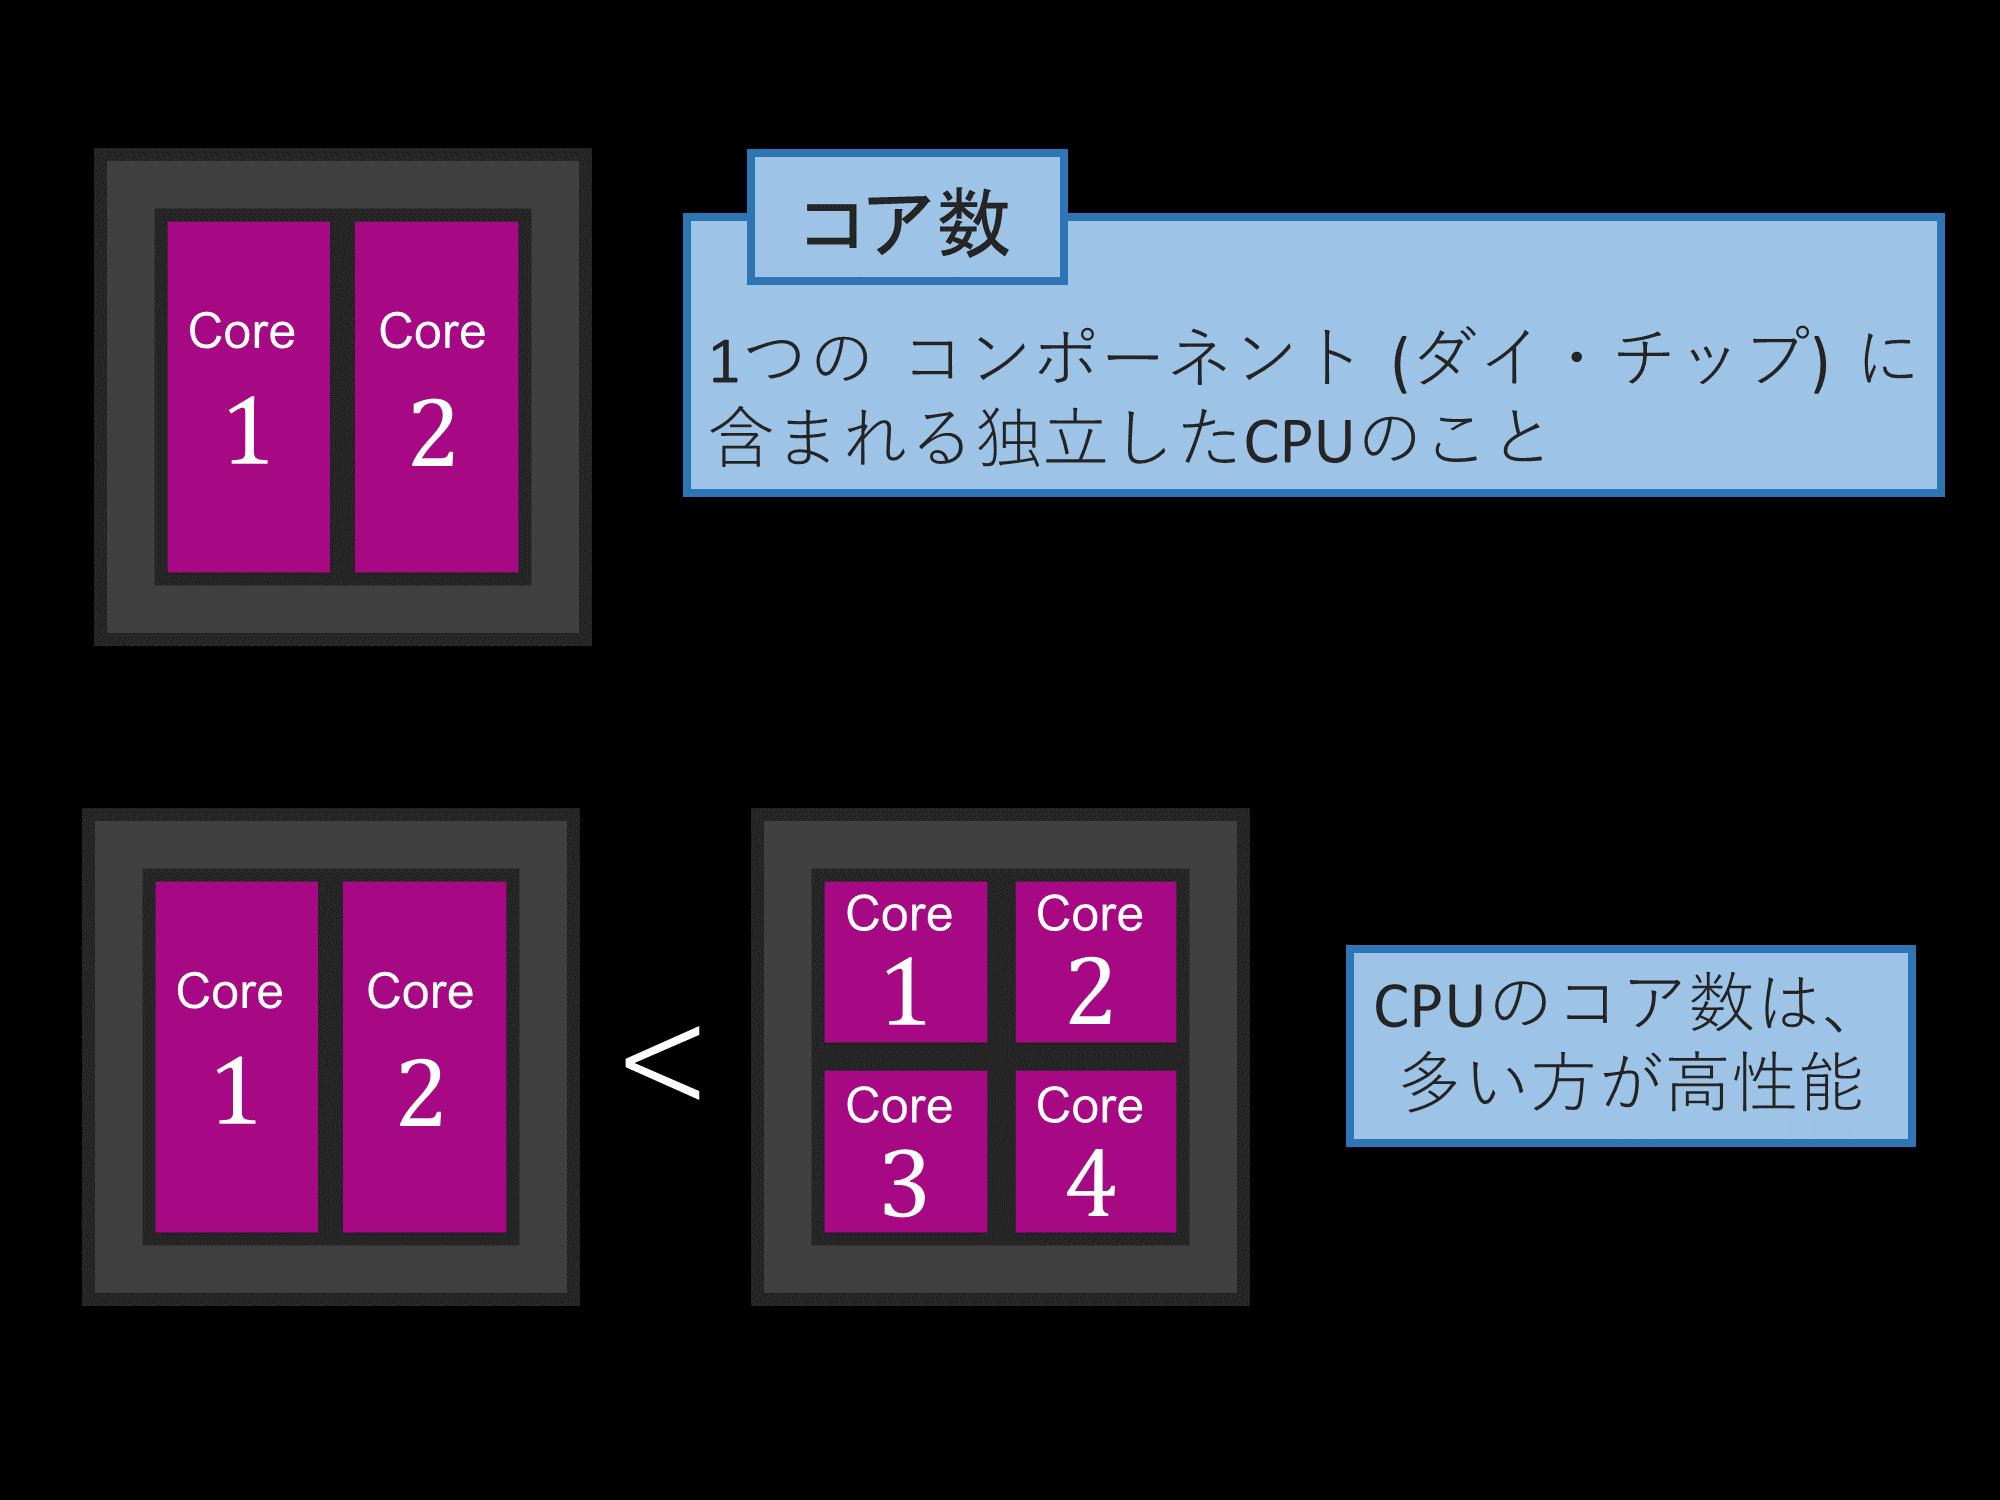 コア数
Core Core
1 2
1つの コンポーネント (ダイ・チップ) に
含まれる独立したCPUのこと
Core Core
1 2
<
Core Core
1 2
Core Core
3 4
CPUのコア数は、
多い方が高性能